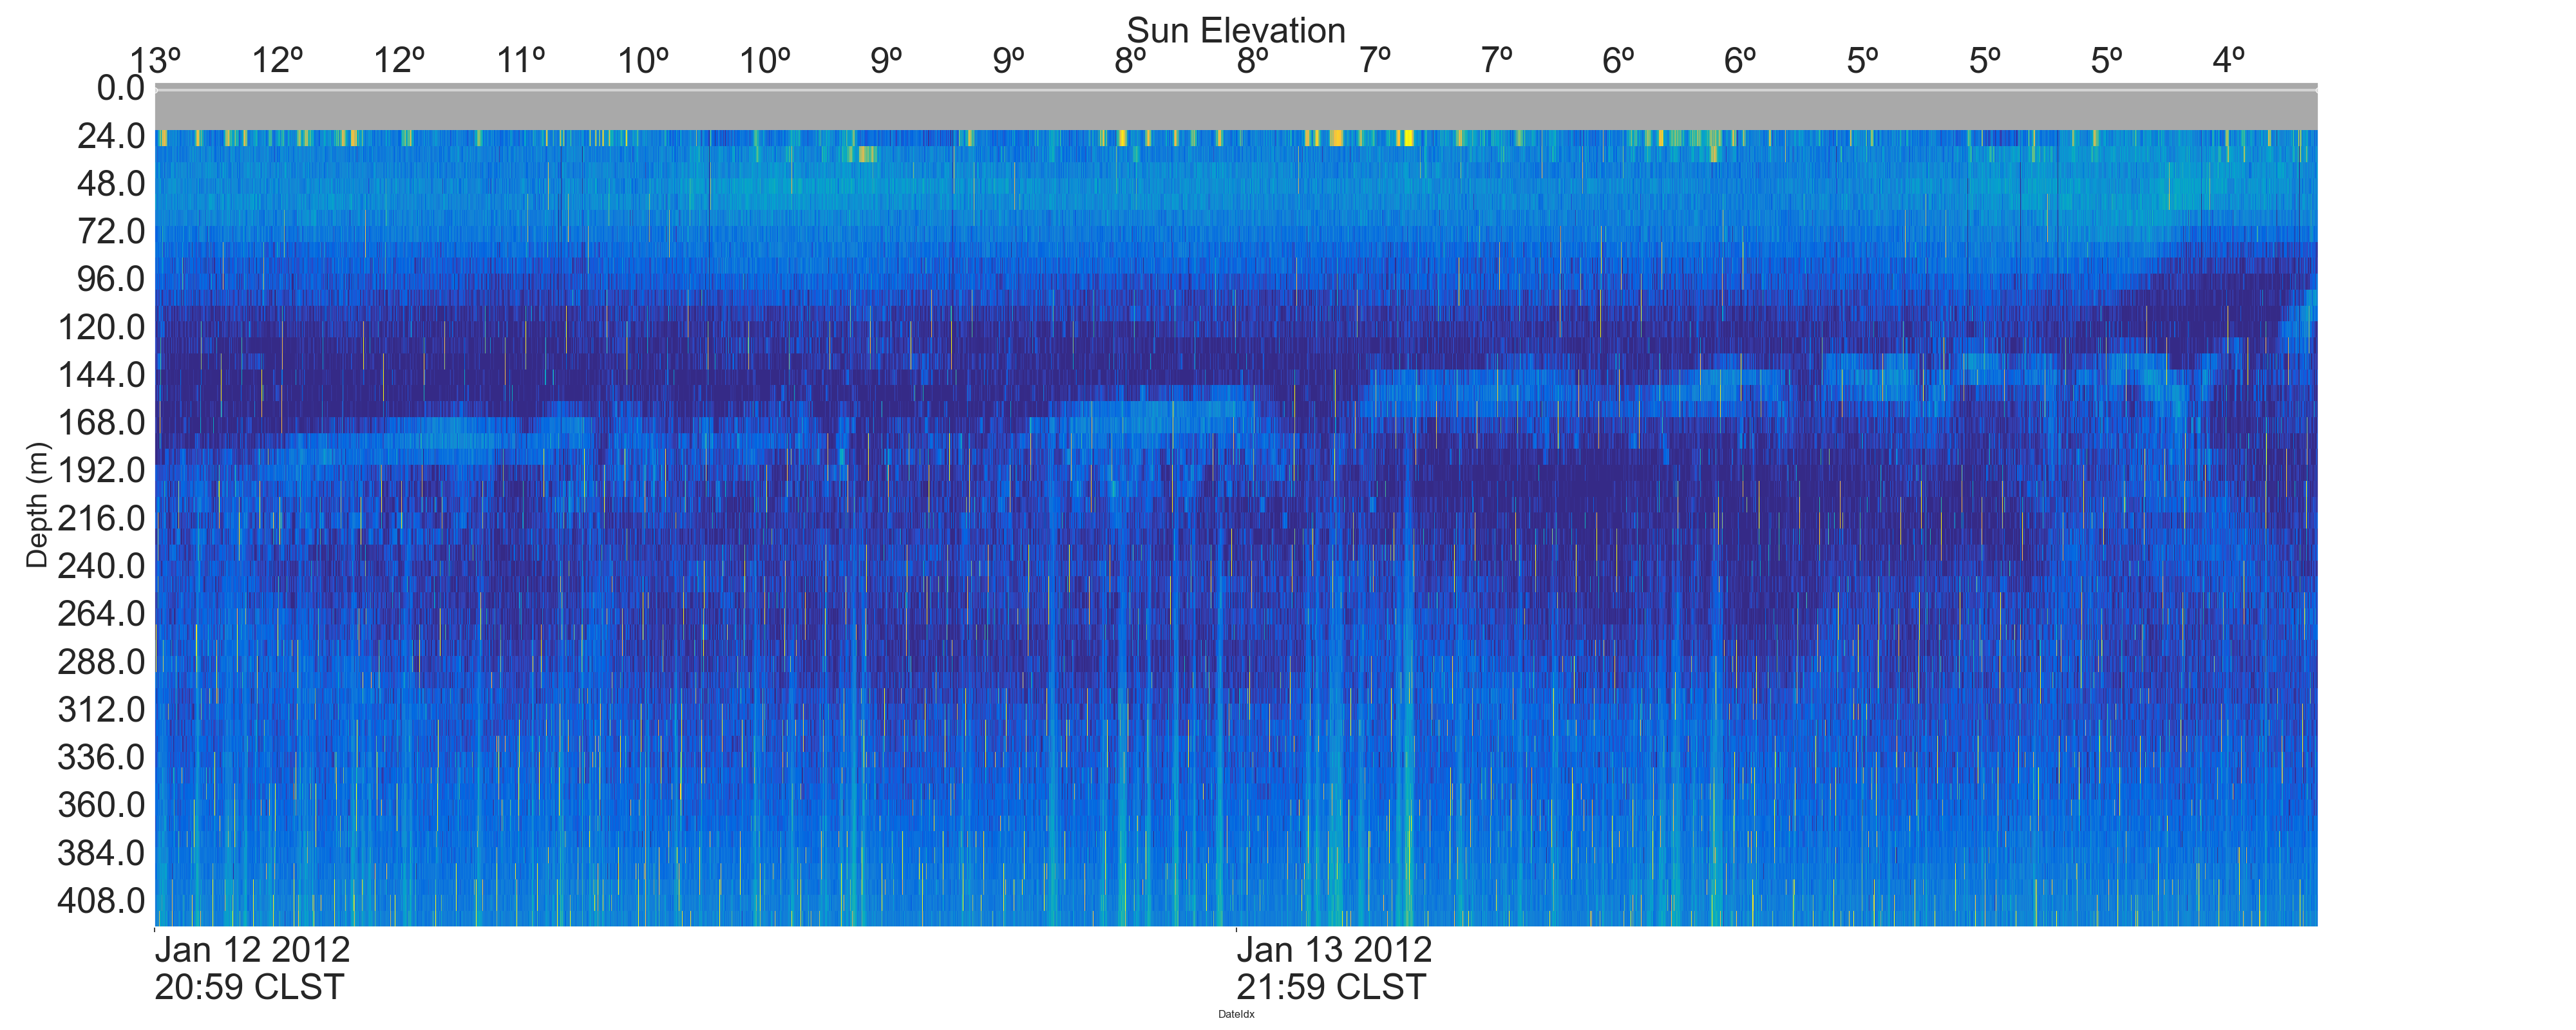 Sun Elevation
13º 12º 12º 11º 10º 10º 9º 9º 8º 8º 7º 7º 6º 6º 5º 5º 5º 4º
0.0
24.0
48.0
72.0
96.0
120.0
144.0
168.0
192.0
216.0
240.0
264.0
288.0
312.0
336.0
360.0
384.0
408.0
Depth (m)
Jan 12 2012
20:59 CLST
Jan 13 2012
21:59 CLST
DateIdx